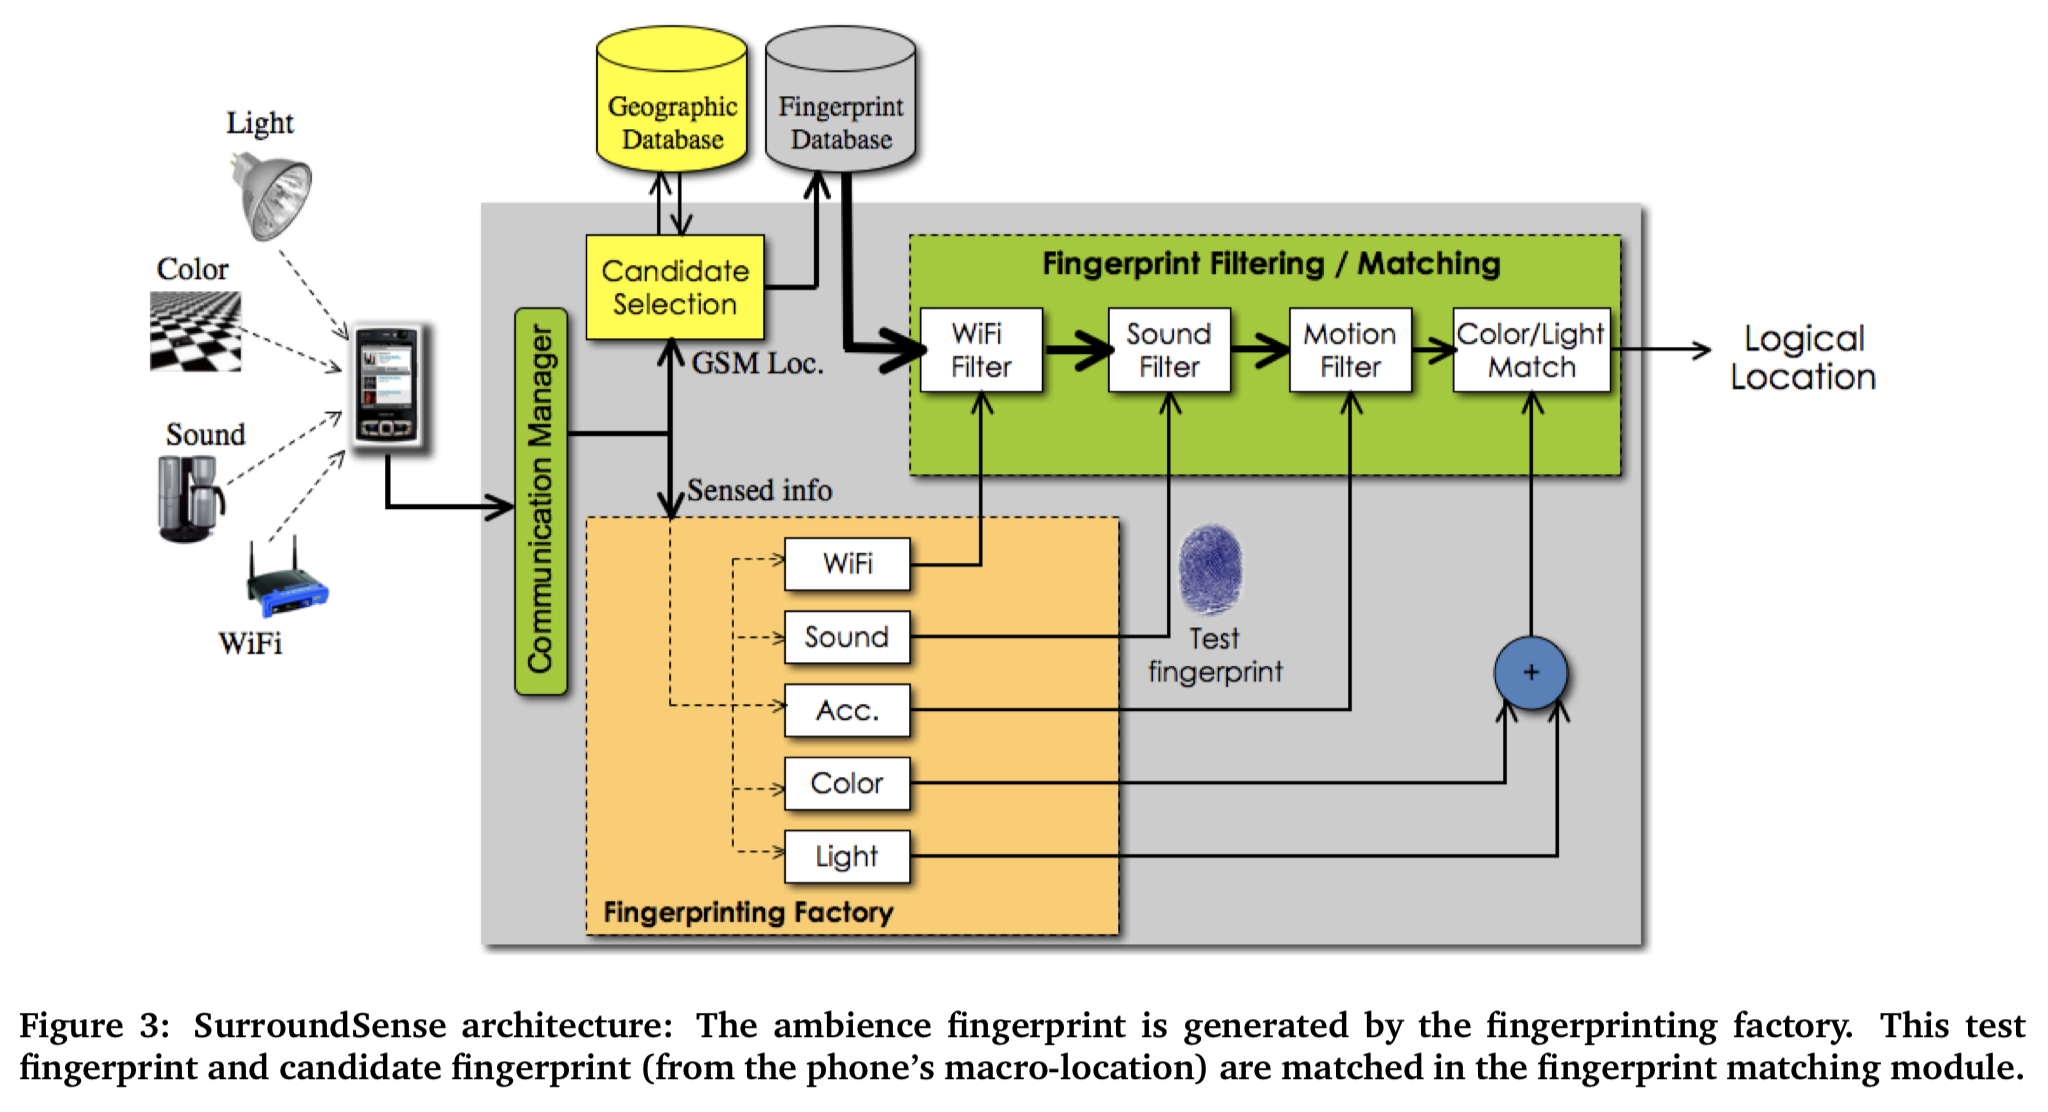 Light
Color
Sound
WiFi
Geographic
Database
Fingerprint
Database
Candidate
Selection
GSM Loc.
Communication Manager
Sensed info
Fingerprint Filtering / Matching
WiFi
Filter
Sound
Filter
Motion
Filter
Color/Light
Match
Logical
Location
WiFi
Sound
Acc.
Color
Light
Fingerprinting Factory
Test
fingerprint
+
Figure 3: SurroundSense architecture: The ambience fingerprint is generated by the fingerprinting factory. This test
fingerprint and candidate fingerprint (from the phone’s macro-location) are matched in the fingerprint matching module.